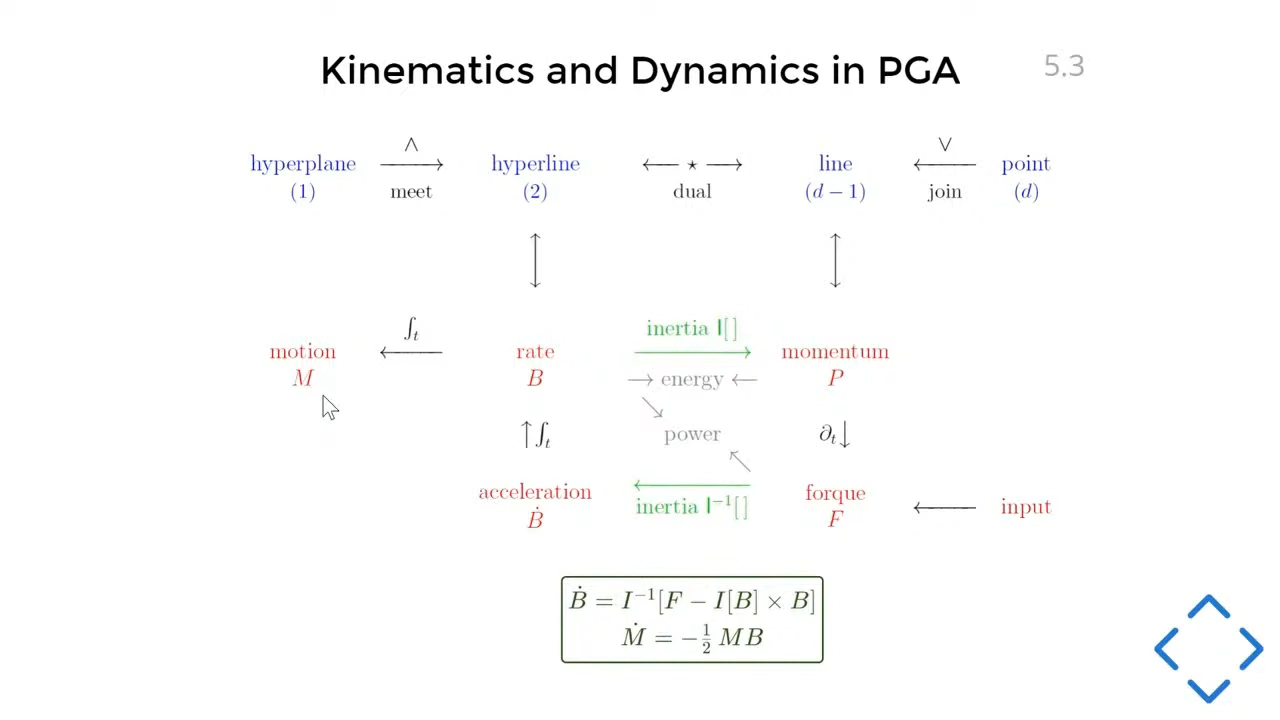 Kinematics and Dynamics in PGA
5.3
∧ ∨
hyperplane ⟶ hyperline ⟵ ⋆ ⟶ line ⟵ point
(1) meet (2) dual (d − 1) join (d)
∫t inertia I[ ]
motion ⟵ rate ⟶ momentum
M B → energy ← P
↑∫t power ∂t↓
acceleration ⟵ forque
Ḃ inertia I⁻¹[ ] F ⟵ input
Ḃ = I⁻¹[F − I[B] × B]
Ṁ = −½ MB